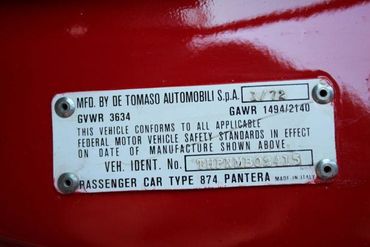 MFD. BY DE TOMASO AUTOMOBILI S.p.A. 1/72
GVWR 3634 GAWR 1494/2140
THIS VEHICLE CONFORMS TO ALL APPLICABLE
FEDERAL MOTOR VEHICLE SAFETY STANDARDS IN EFFECT
ON DATE OF MANUFACTURE SHOWN ABOVE.
VEH. IDENT. No.
PASSENGER CAR TYPE 874 PANTERA MADE IN ITALY